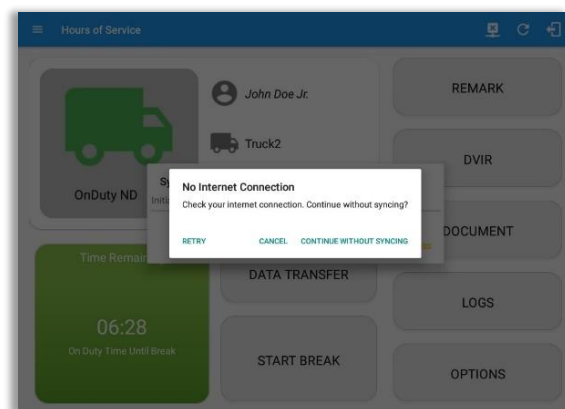 Hours of Service
John Doe Jr.
Truck2
OnDuty ND
REMARK
DVIR
DOCUMENT
LOGS
OPTIONS
No Internet Connection
Check your internet connection. Continue without syncing?
RETRY
CANCEL
CONTINUE WITHOUT SYNCING
Time Remain
06:28
On Duty Time Until Break
DATA TRANSFER
START BREAK